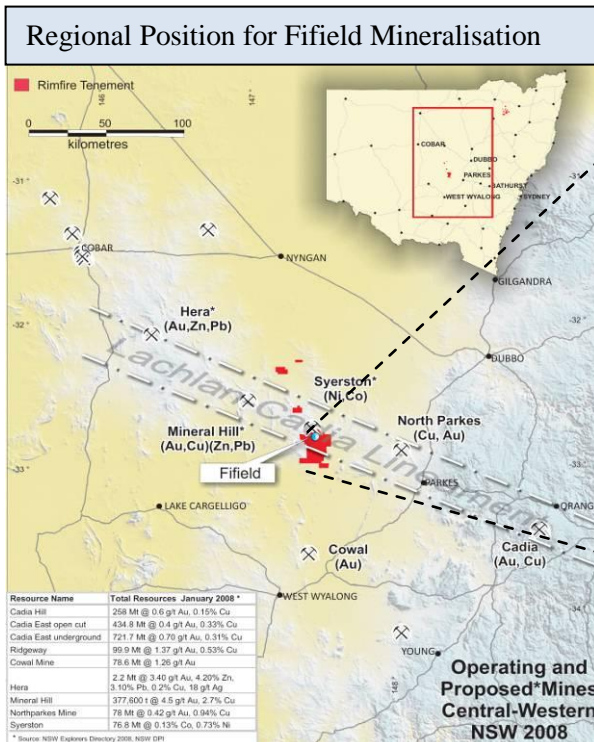 Regional Position for Fifield Mineralisation
Rimfire Tenement
146
147
0 50 100
kilometres
COBAR
DUBBO
PARKES
BATHURST
WEST WYALONG
SYDNEY
-31°
-31
COBAR
NYNGAN
GILGANDRA
-32°
-32
Hera*
(Au,Zn,Pb)
DUBBO
Lachlan Cadia Lineament
Syerston*
(Ni,Co)
Mineral Hill*
(Au,Cu)(Zn,Pb)
North Parkes
(Cu, Au)
-33°
-33
Fifield
PARKES
LAKE CARGELLIGO
ORANG
Cowal
(Au)
Cadia
(Au, Cu)
WEST WYALONG
-34
YOUNG
148
Resource Name Total Resources January 2008 *
Cadia Hill 258 Mt @ 0.6 g/t Au, 0.15% Cu
Cadia East open cut 434.8 Mt @ 0.4 g/t Au, 0.33% Cu
Cadia East underground 721.7 Mt @ 0.70 g/t Au, 0.31% Cu
Ridgeway 99.9 Mt @ 1.37 g/t Au, 0.53% Cu
Cowal Mine 78.6 Mt @ 1.26 g/t Au
Hera 2.2 Mt @ 3.40 g/t Au, 4.20% Zn,
3.10% Pb, 0.2% Cu, 18 g/t Ag
Mineral Hill 377,600 t @ 4.5 g/t Au, 2.7% Cu
Northparkes Mine 78 Mt @ 0.42 g/t Au, 0.94% Cu
Syerston 76.8 Mt @ 0.13% Co, 0.73% Ni
* Source: NSW Explorers Directory 2008, NSW DPI
Operating and
Proposed*Mines
Central-Western
NSW 2008